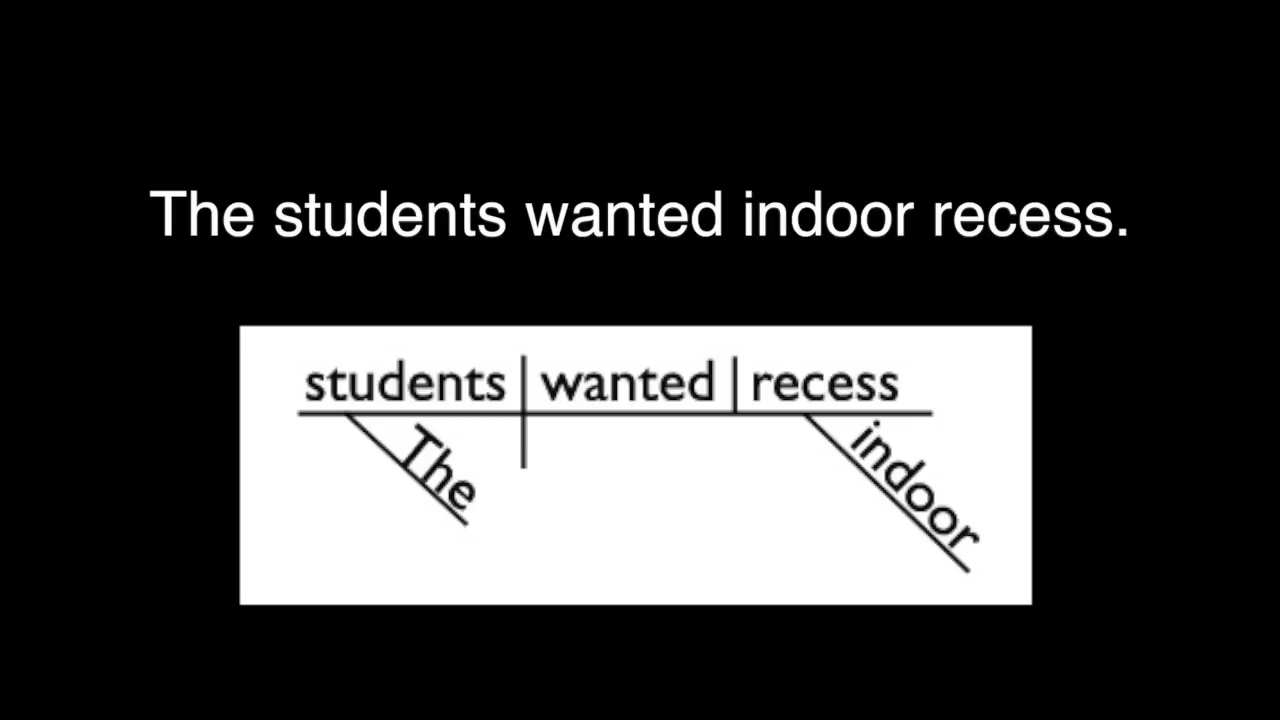 The students wanted indoor recess.
students wanted recess
The
indoor